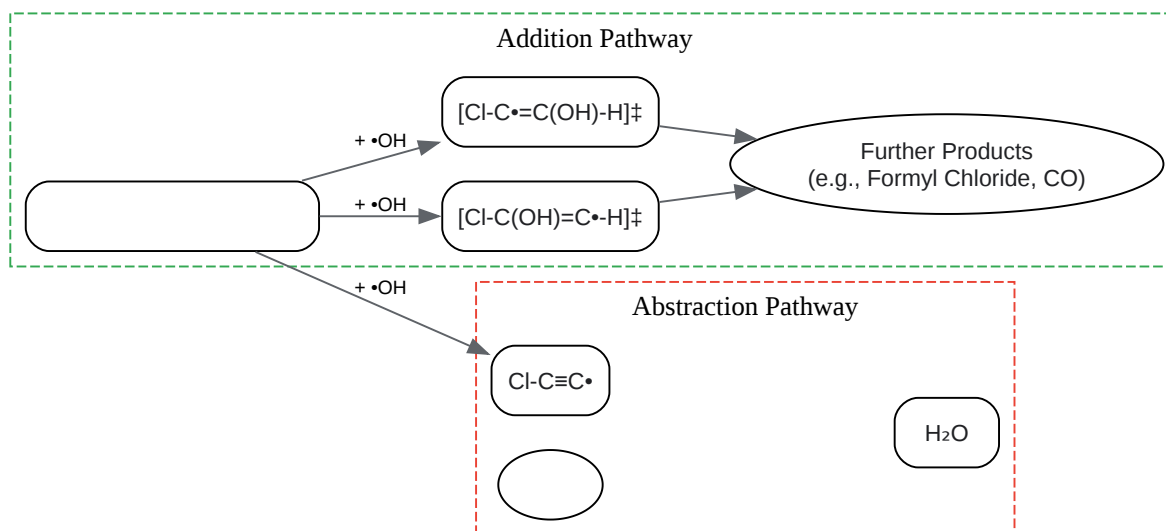 Addition Pathway
[Cl-C•=C(OH)-H]‡
+ •OH
Further Products
(e.g., Formyl Chloride, CO)
+ •OH
[Cl-C(OH)=C•-H]‡
+ •OH
Abstraction Pathway
Cl-C≡C•
H₂O